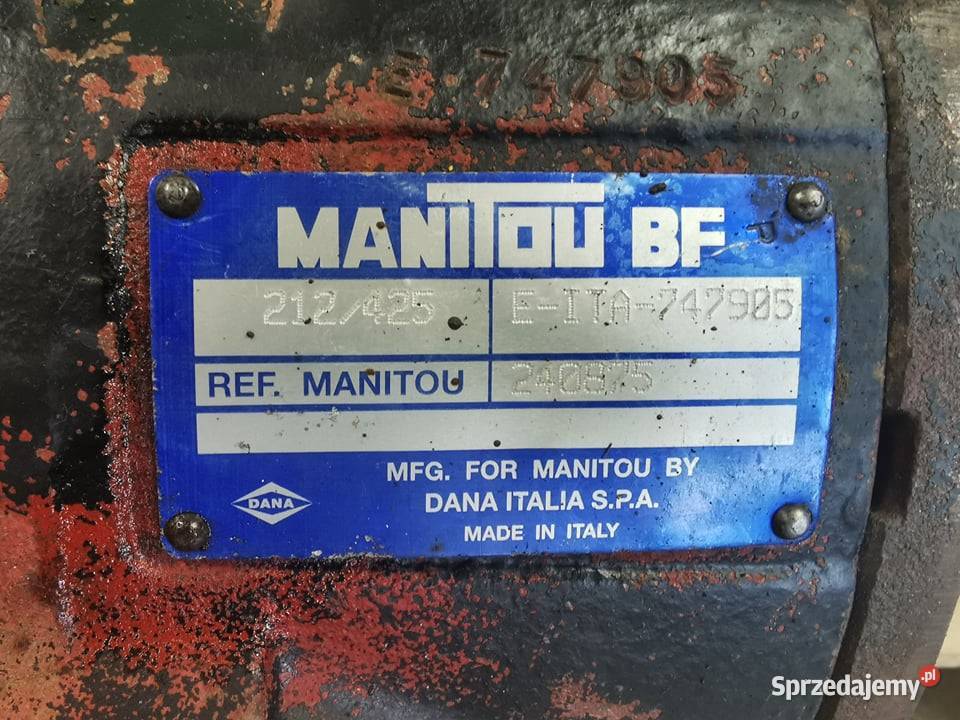 E 747905
MANITOU BF
212/425 E-ITA-747905
REF. MANITOU 240875
MFG. FOR MANITOU BY
DANA ITALIA S.P.A.
DANA
MADE IN ITALY
Sprzedajemy.pl